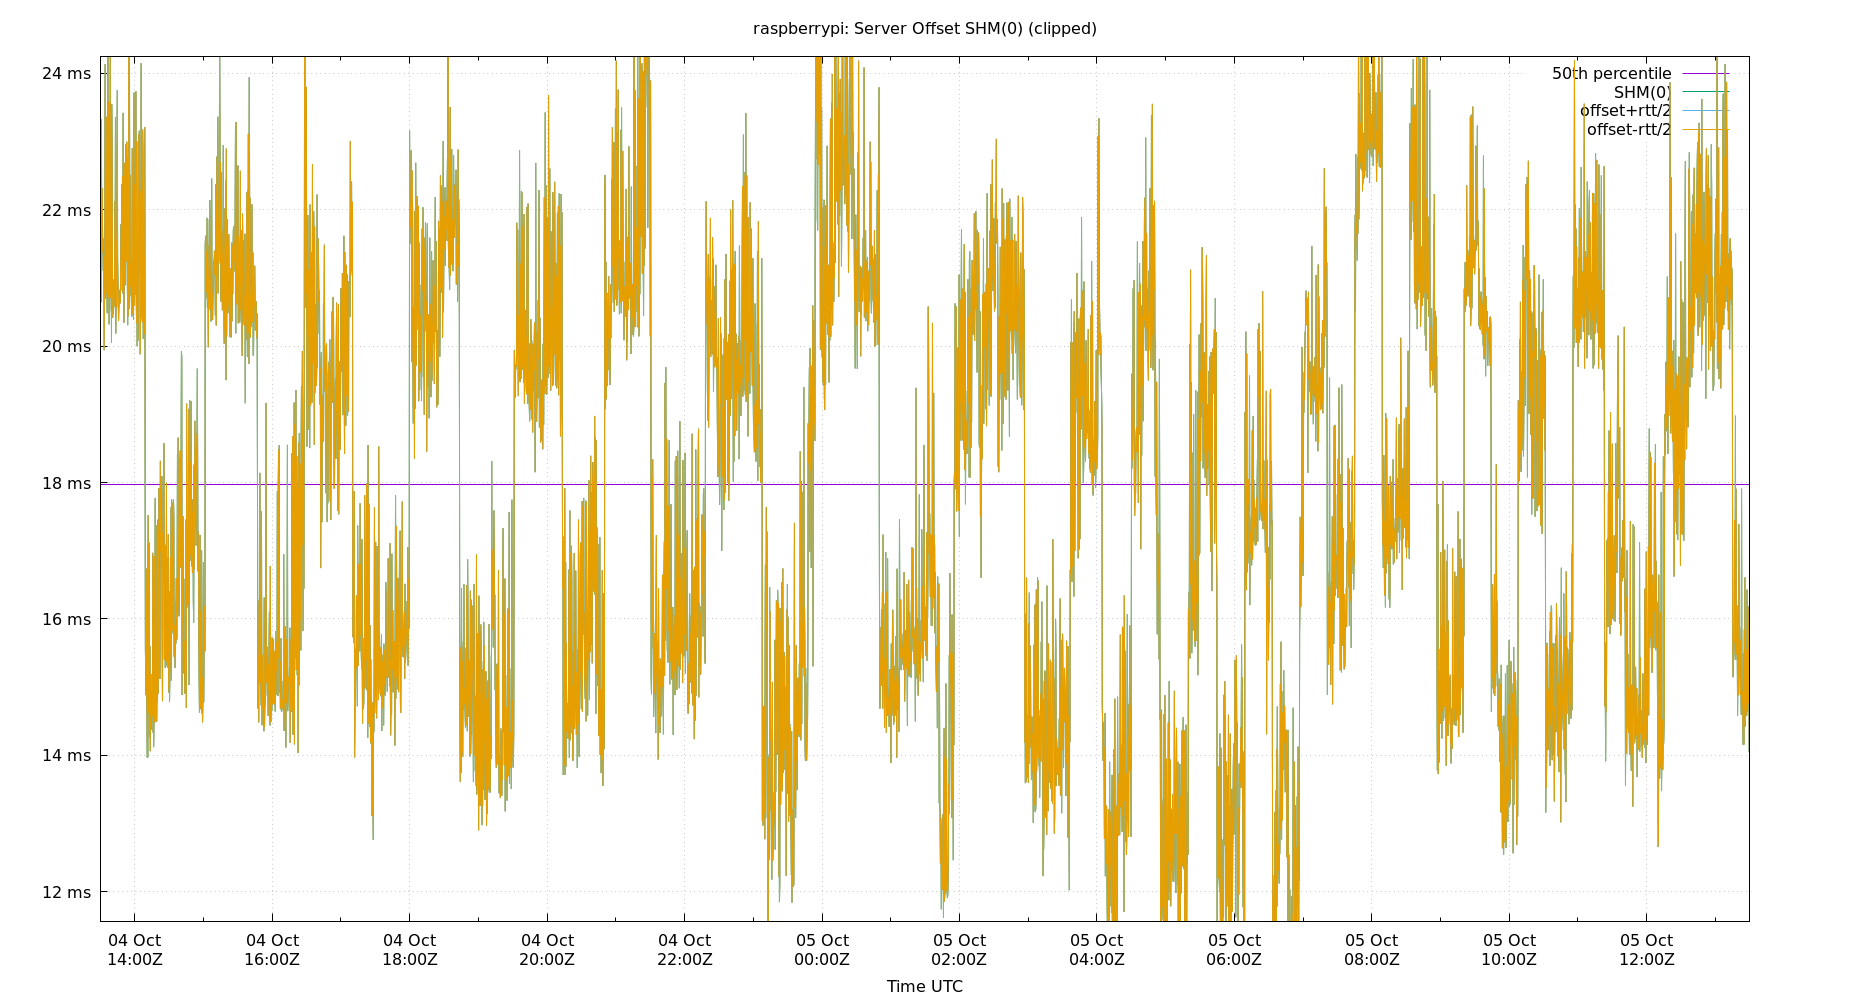 raspberrypi: Server Offset SHM(0) (clipped)
24 ms
22 ms
20 ms
18 ms
16 ms
14 ms
12 ms
50th percentile
SHM(0)
offset+rtt/2
offset-rtt/2
04 Oct 04 Oct 04 Oct 04 Oct 04 Oct 05 Oct 05 Oct 05 Oct 05 Oct 05 Oct 05 Oct 05 Oct
14:00Z 16:00Z 18:00Z 20:00Z 22:00Z 00:00Z 02:00Z 04:00Z 06:00Z 08:00Z 10:00Z 12:00Z
Time UTC